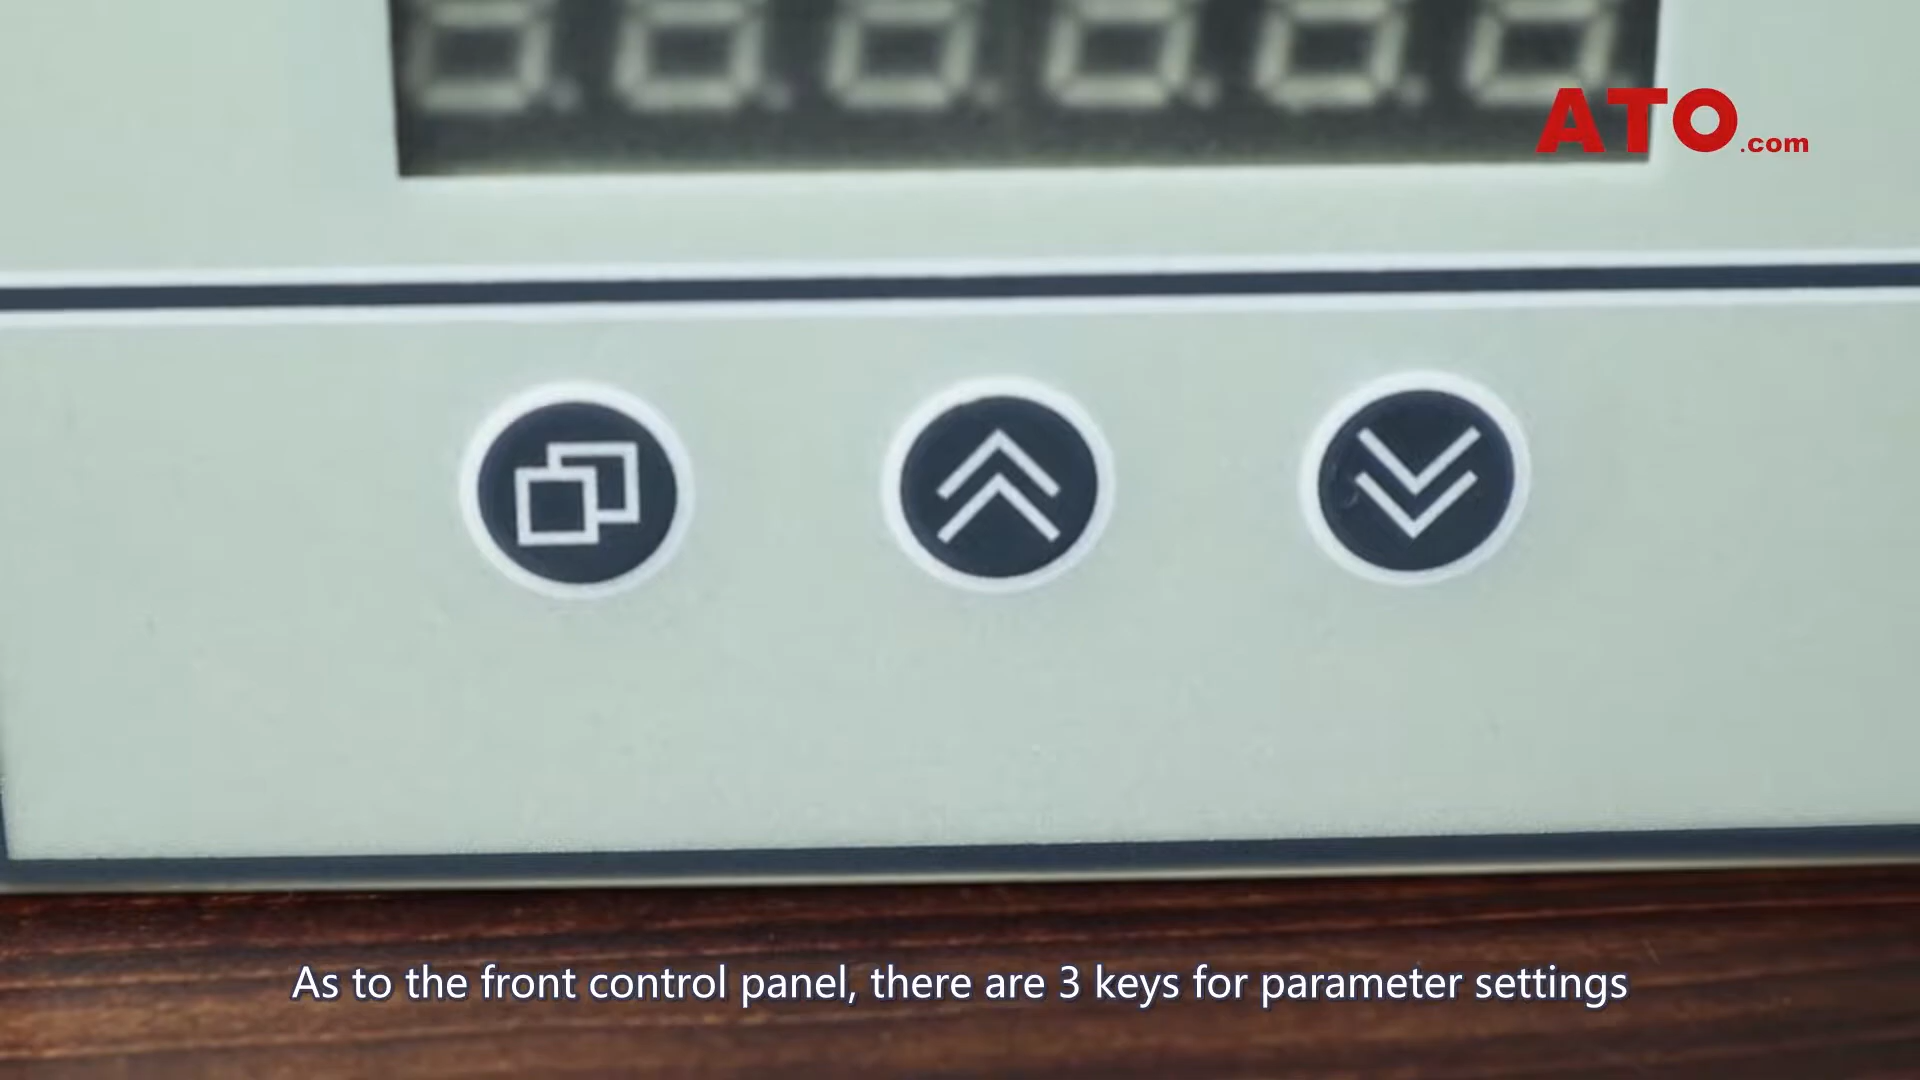 ATO.com
As to the front control panel, there are 3 keys for parameter settings